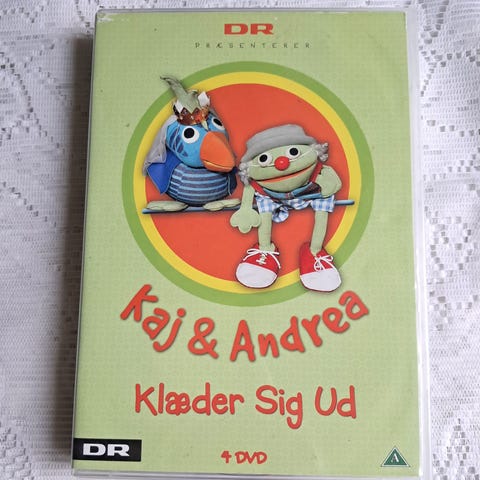 DR
PRÆSENTERER
Kaj & Andrea
Klæder Sig Ud
DR
4 DVD
A